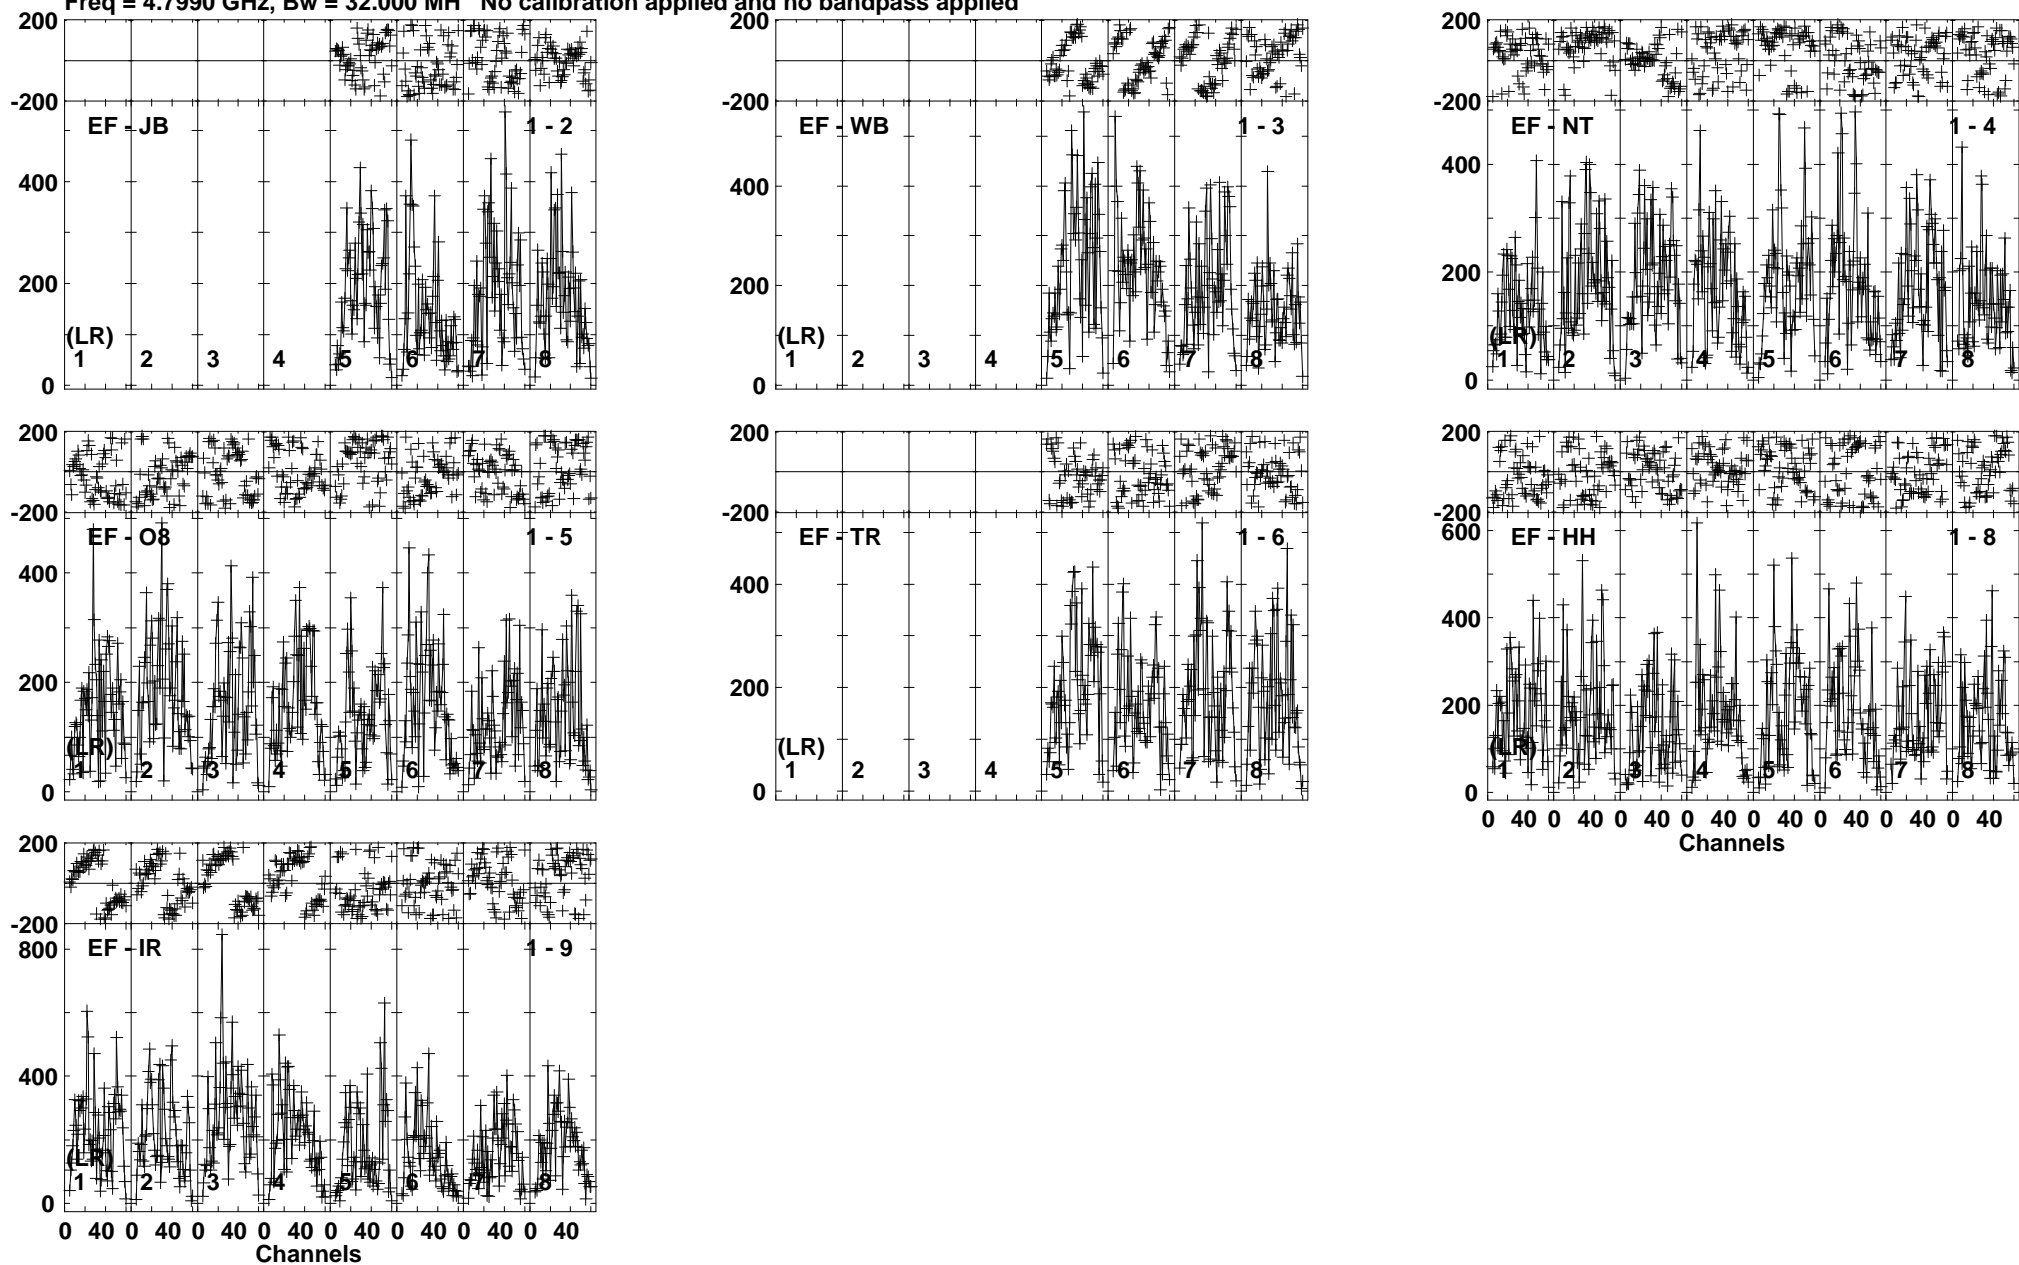 Freq = 4.7990 GHz, Bw = 32.000 MH No calibration applied and no bandpass applied
200 200 200
-200 -200 -200
EF - JB 1 - 2 EF - WB 1 - 3 EF - NT 1 - 4
400 400 400
200 200 200
(LR) (LR) (LR)
1 2 3 4 5 6 7 8 1 2 3 4 5 6 7 8 1 2 3 4 5 6 7 8
0 0 0
200 200 200
-200 -200 -200
EF - O8 1 - 5 EF - TR 1 - 6 600 EF - HH 1 - 8
400 400 400
200 200 200
(LR) (LR) (LR)
1 2 3 4 5 6 7 8 1 2 3 4 5 6 7 8 1 2 3 4 5 6 7 8
0 0 0
0 40 0 40 0 40 0 40 0 40 0 40 0 40 0 40
Channels
200
-200
800 EF - IR 1 - 9
400
(LR)
1 2 3 4 5 6 7 8
0
0 40 0 40 0 40 0 40 0 40 0 40 0 40 0 40
Channels